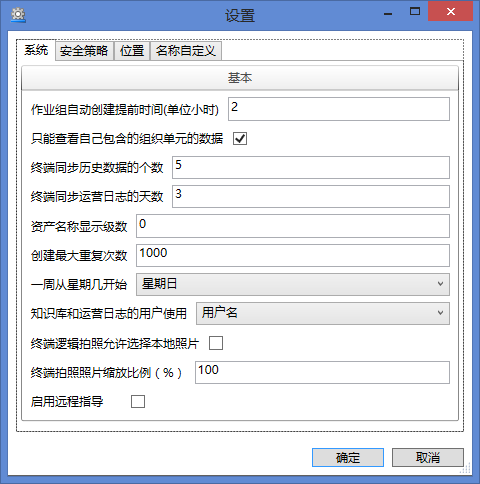 设置
系统 安全策略 位置 名称自定义
基本
作业组自动创建提前时间(单位小时) 2
只能查看自己包含的组织单元的数据
终端同步历史数据的个数 5
终端同步运营日志的天数 3
资产名称显示级数 0
创建最大重复次数 1000
一周从星期几开始 星期日
知识库和运营日志的用户使用 用户名
终端逻辑拍照允许选择本地照片
终端拍照照片缩放比例（%） 100
启用远程指导
确定 取消